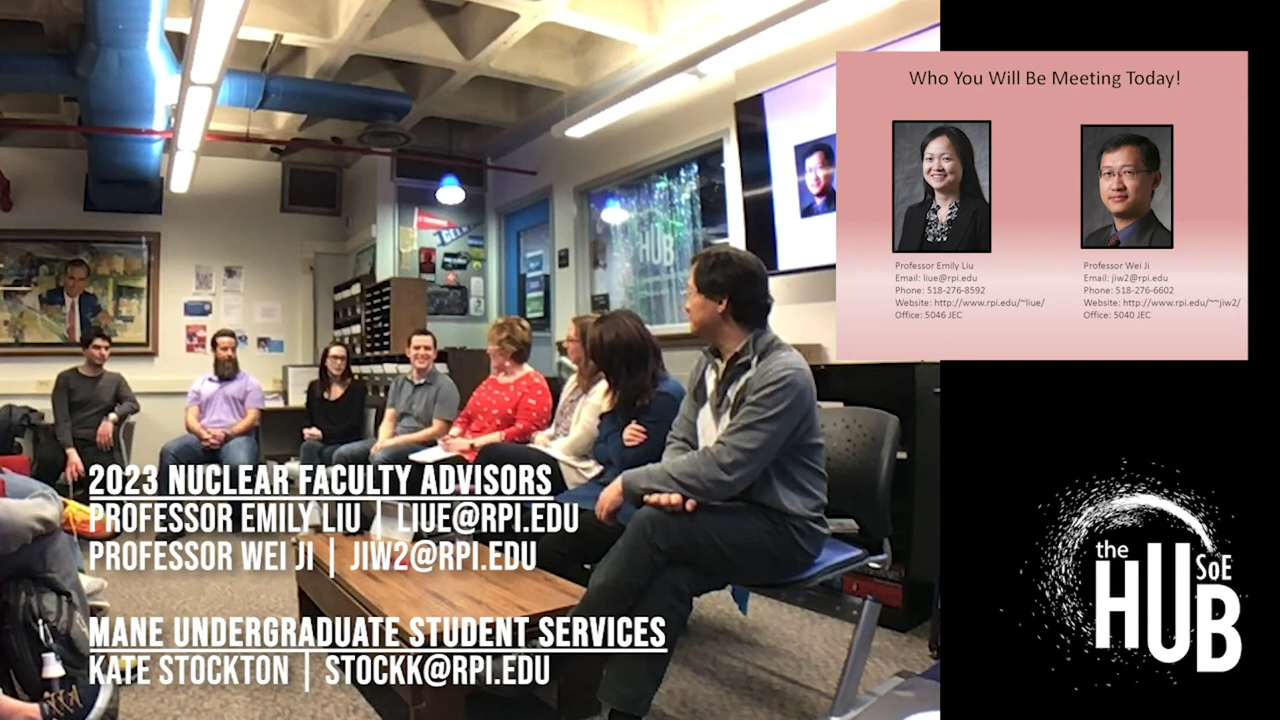 Who You Will Be Meeting Today!
Professor Emily Liu
Email: liue@rpi.edu
Phone: 518-276-8592
Website: http://www.rpi.edu/~liue/
Office: 5046 JEC
Professor Wei Ji
Email: jiw2@rpi.edu
Phone: 518-276-6602
Website: http://www.rpi.edu/~~jiw2/
Office: 5040 JEC
HUB
2023 NUCLEAR FACULTY ADVISORS
PROFESSOR EMILY LIU | LIUE@RPI.EDU
PROFESSOR WEI JI | JIW2@RPI.EDU
MANE UNDERGRADUATE STUDENT SERVICES
KATE STOCKTON | STOCKK@RPI.EDU
the
HUB
SoE